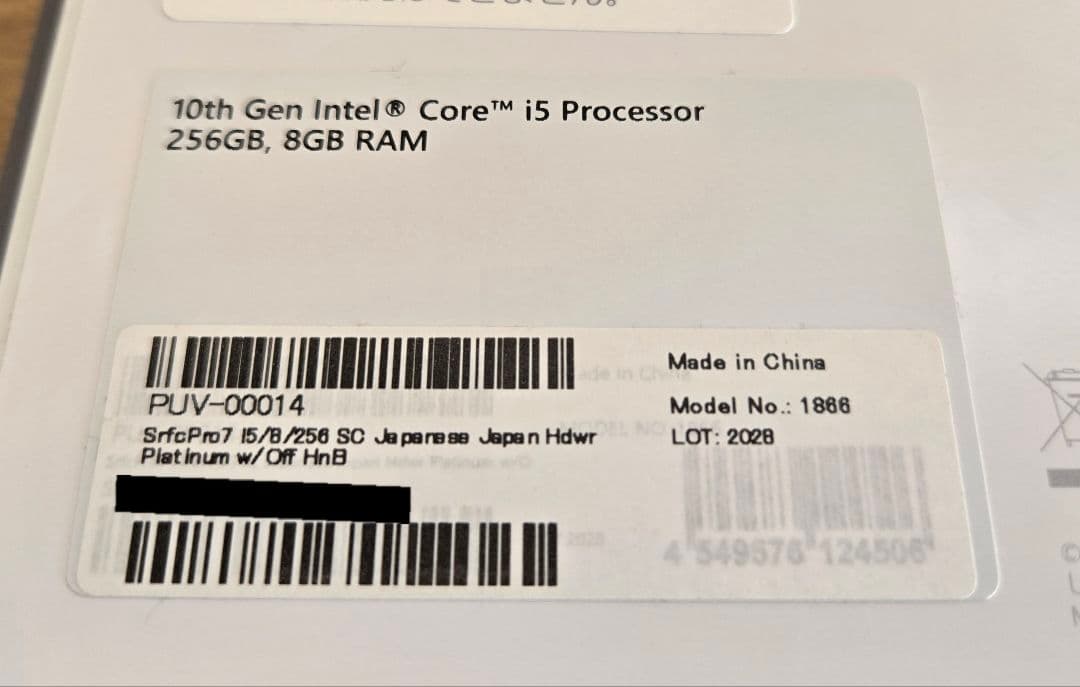 10th Gen Intel® Core™ i5 Processor
256GB, 8GB RAM
PUV-00014
SrfcPro7 I5/8/256 SC Japanese Japan Hdwr
Platinum w/Off HnB
Made in China
Model No.: 1866
LOT: 2028
4 549576 124506